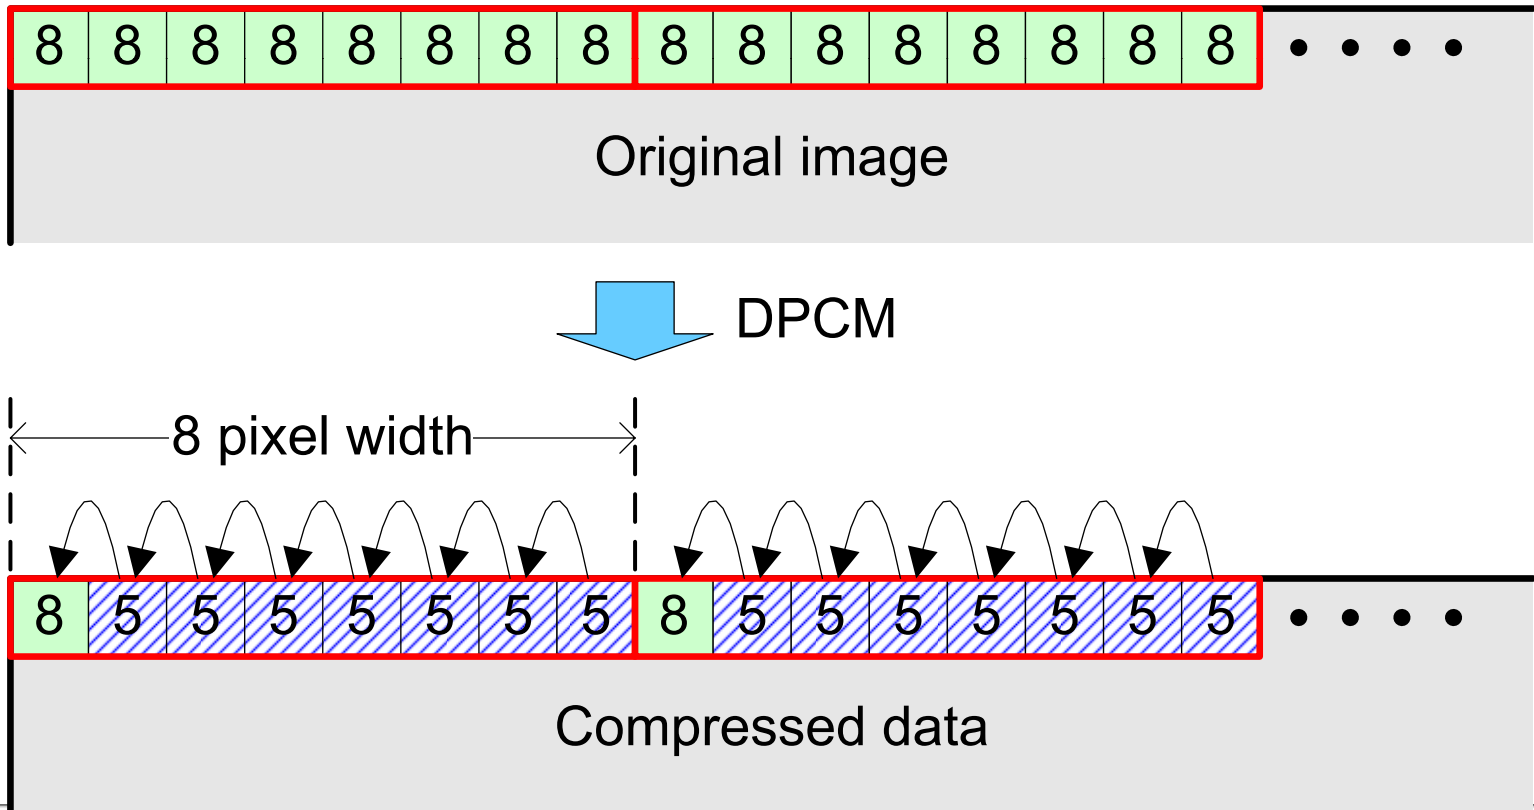 8 8 8 8 8 8 8 8 8 8 8 8 8 8 8 8 • • • •
Original image
DPCM
8 pixel width
8 5 5 5 5 5 5 5 8 5 5 5 5 5 5 5 • • • •
Compressed data